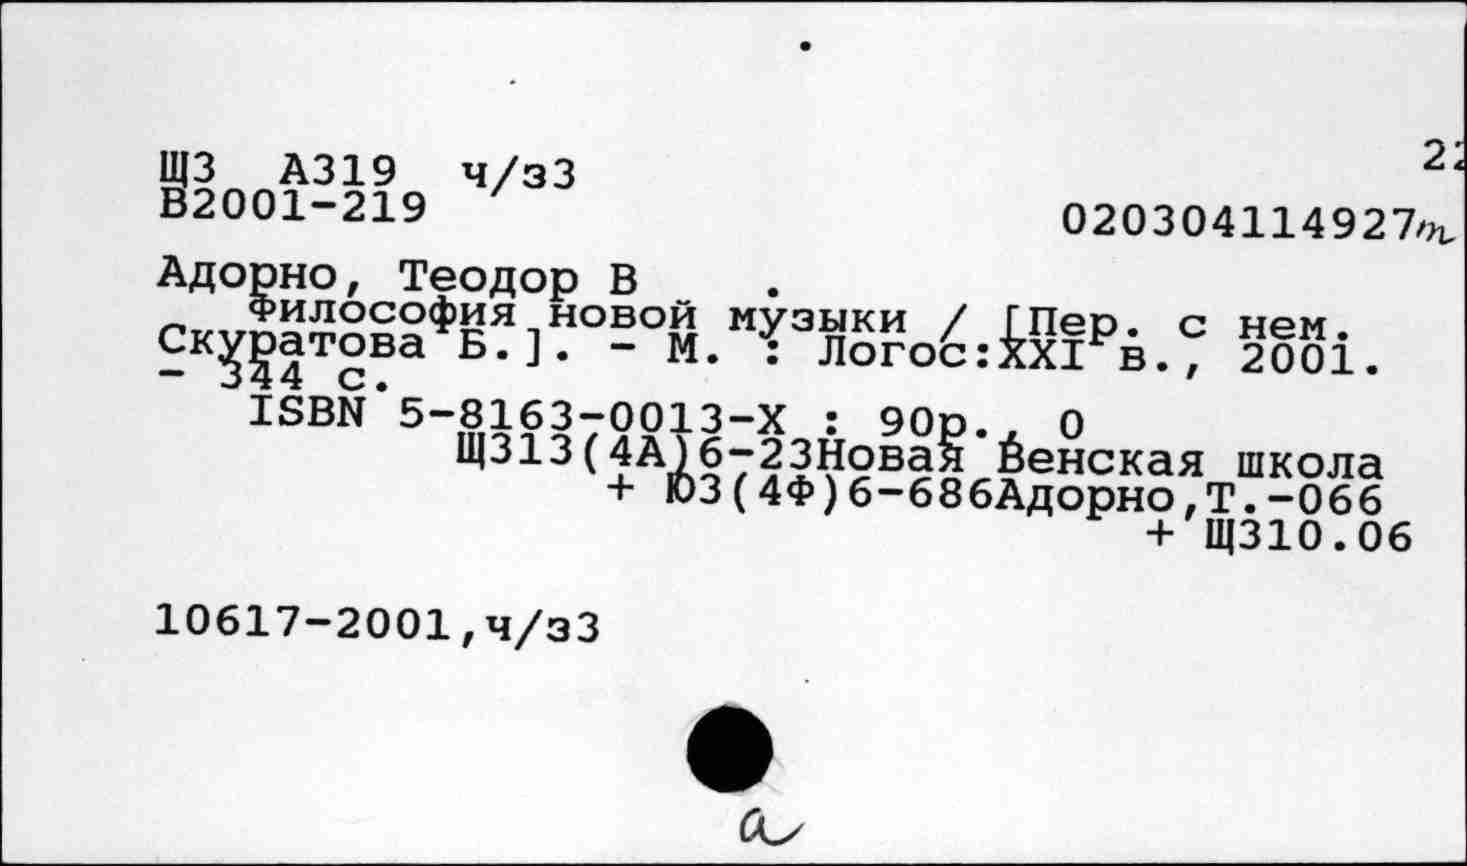 Щ3 А319 ч/з3
В2001-219
020304114927т
Адорно, Теодор В .
Философия новой музыки / [Пер. с нем.
Скуратова Б.]. - М. : Логос:XXI в., 2001.
- 344 с.
ISBN 5-8163-0013-X : 90р., 0
Щ313(4А)6-23Новая Венская школа
+ Ю3(4Ф)6-686Адорно,Т.-066
+ Щ310.06
10617-2001,ч/з3
а